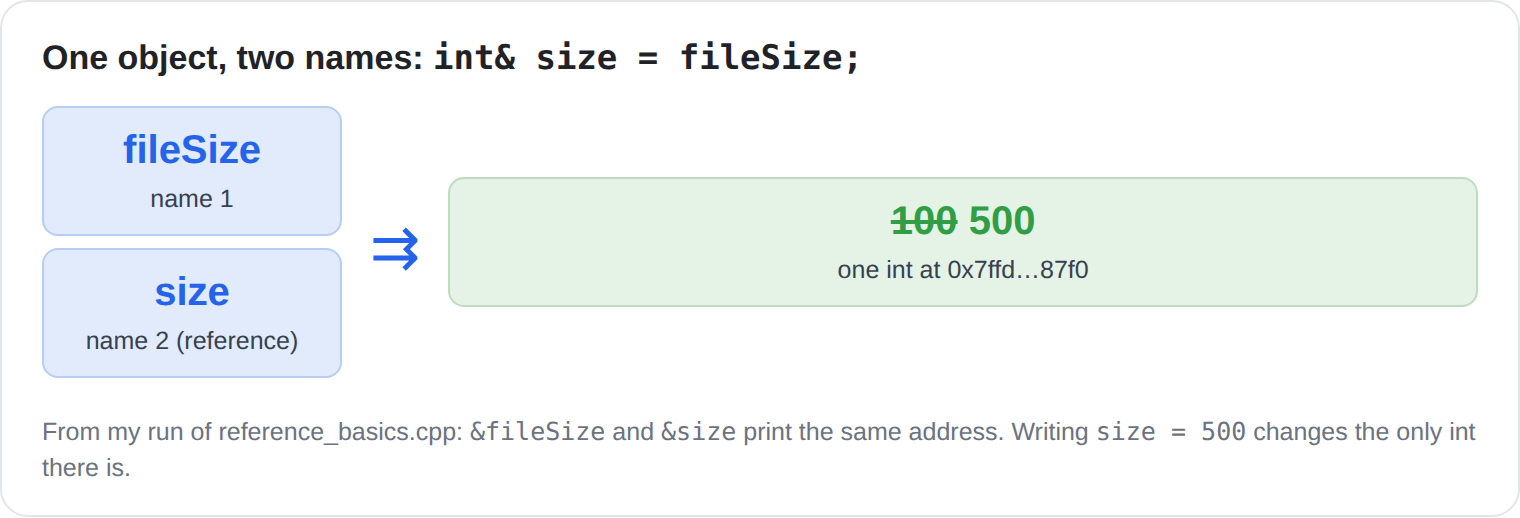 One object, two names: int& size = fileSize;
fileSize
name 1
size
name 2 (reference)
⇉
100 500
one int at 0x7ffd…87f0
From my run of reference_basics.cpp: &fileSize and &size print the same address. Writing size = 500 changes the only int
there is.